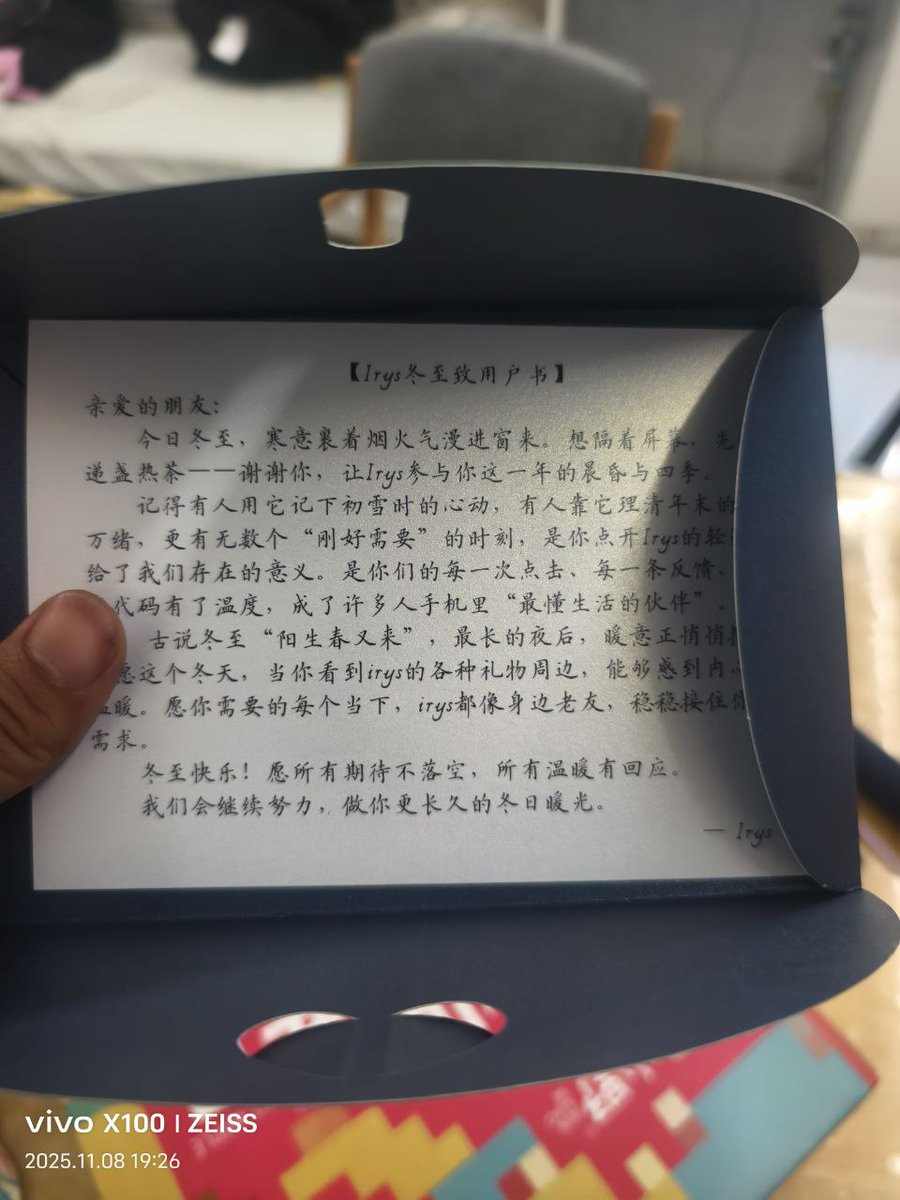 【Irys冬至致用户书】
亲爱的朋友：
今日冬至，寒意裹着烟火气漫进窗来。想隔着屏幕，先
递盏热茶——谢谢你，让Irys参与你这一年的晨昏与四季。
记得有人用它记下初雪时的心动，有人靠它理清年末的
万绪，更有无数个“刚好需要”的时刻，是你点开Irys的轻
给了我们存在的意义。是你们的每一次点击、每一条反馈，
代码有了温度，成了许多人手机里“最懂生活的伙伴”。
古说冬至“阳生春又来”，最长的夜后，暖意正悄悄
愿这个冬天，当你看到irys的各种礼物周边，能够感到内心
温暖。愿你需要的每个当下，irys都像身边老友，稳稳接住你
需求。
冬至快乐！愿所有期待不落空，所有温暖有回应。
我们会继续努力，做你更长久的冬日暖光。
— Irys
vivo X100 | ZEISS
2025.11.08 19:26